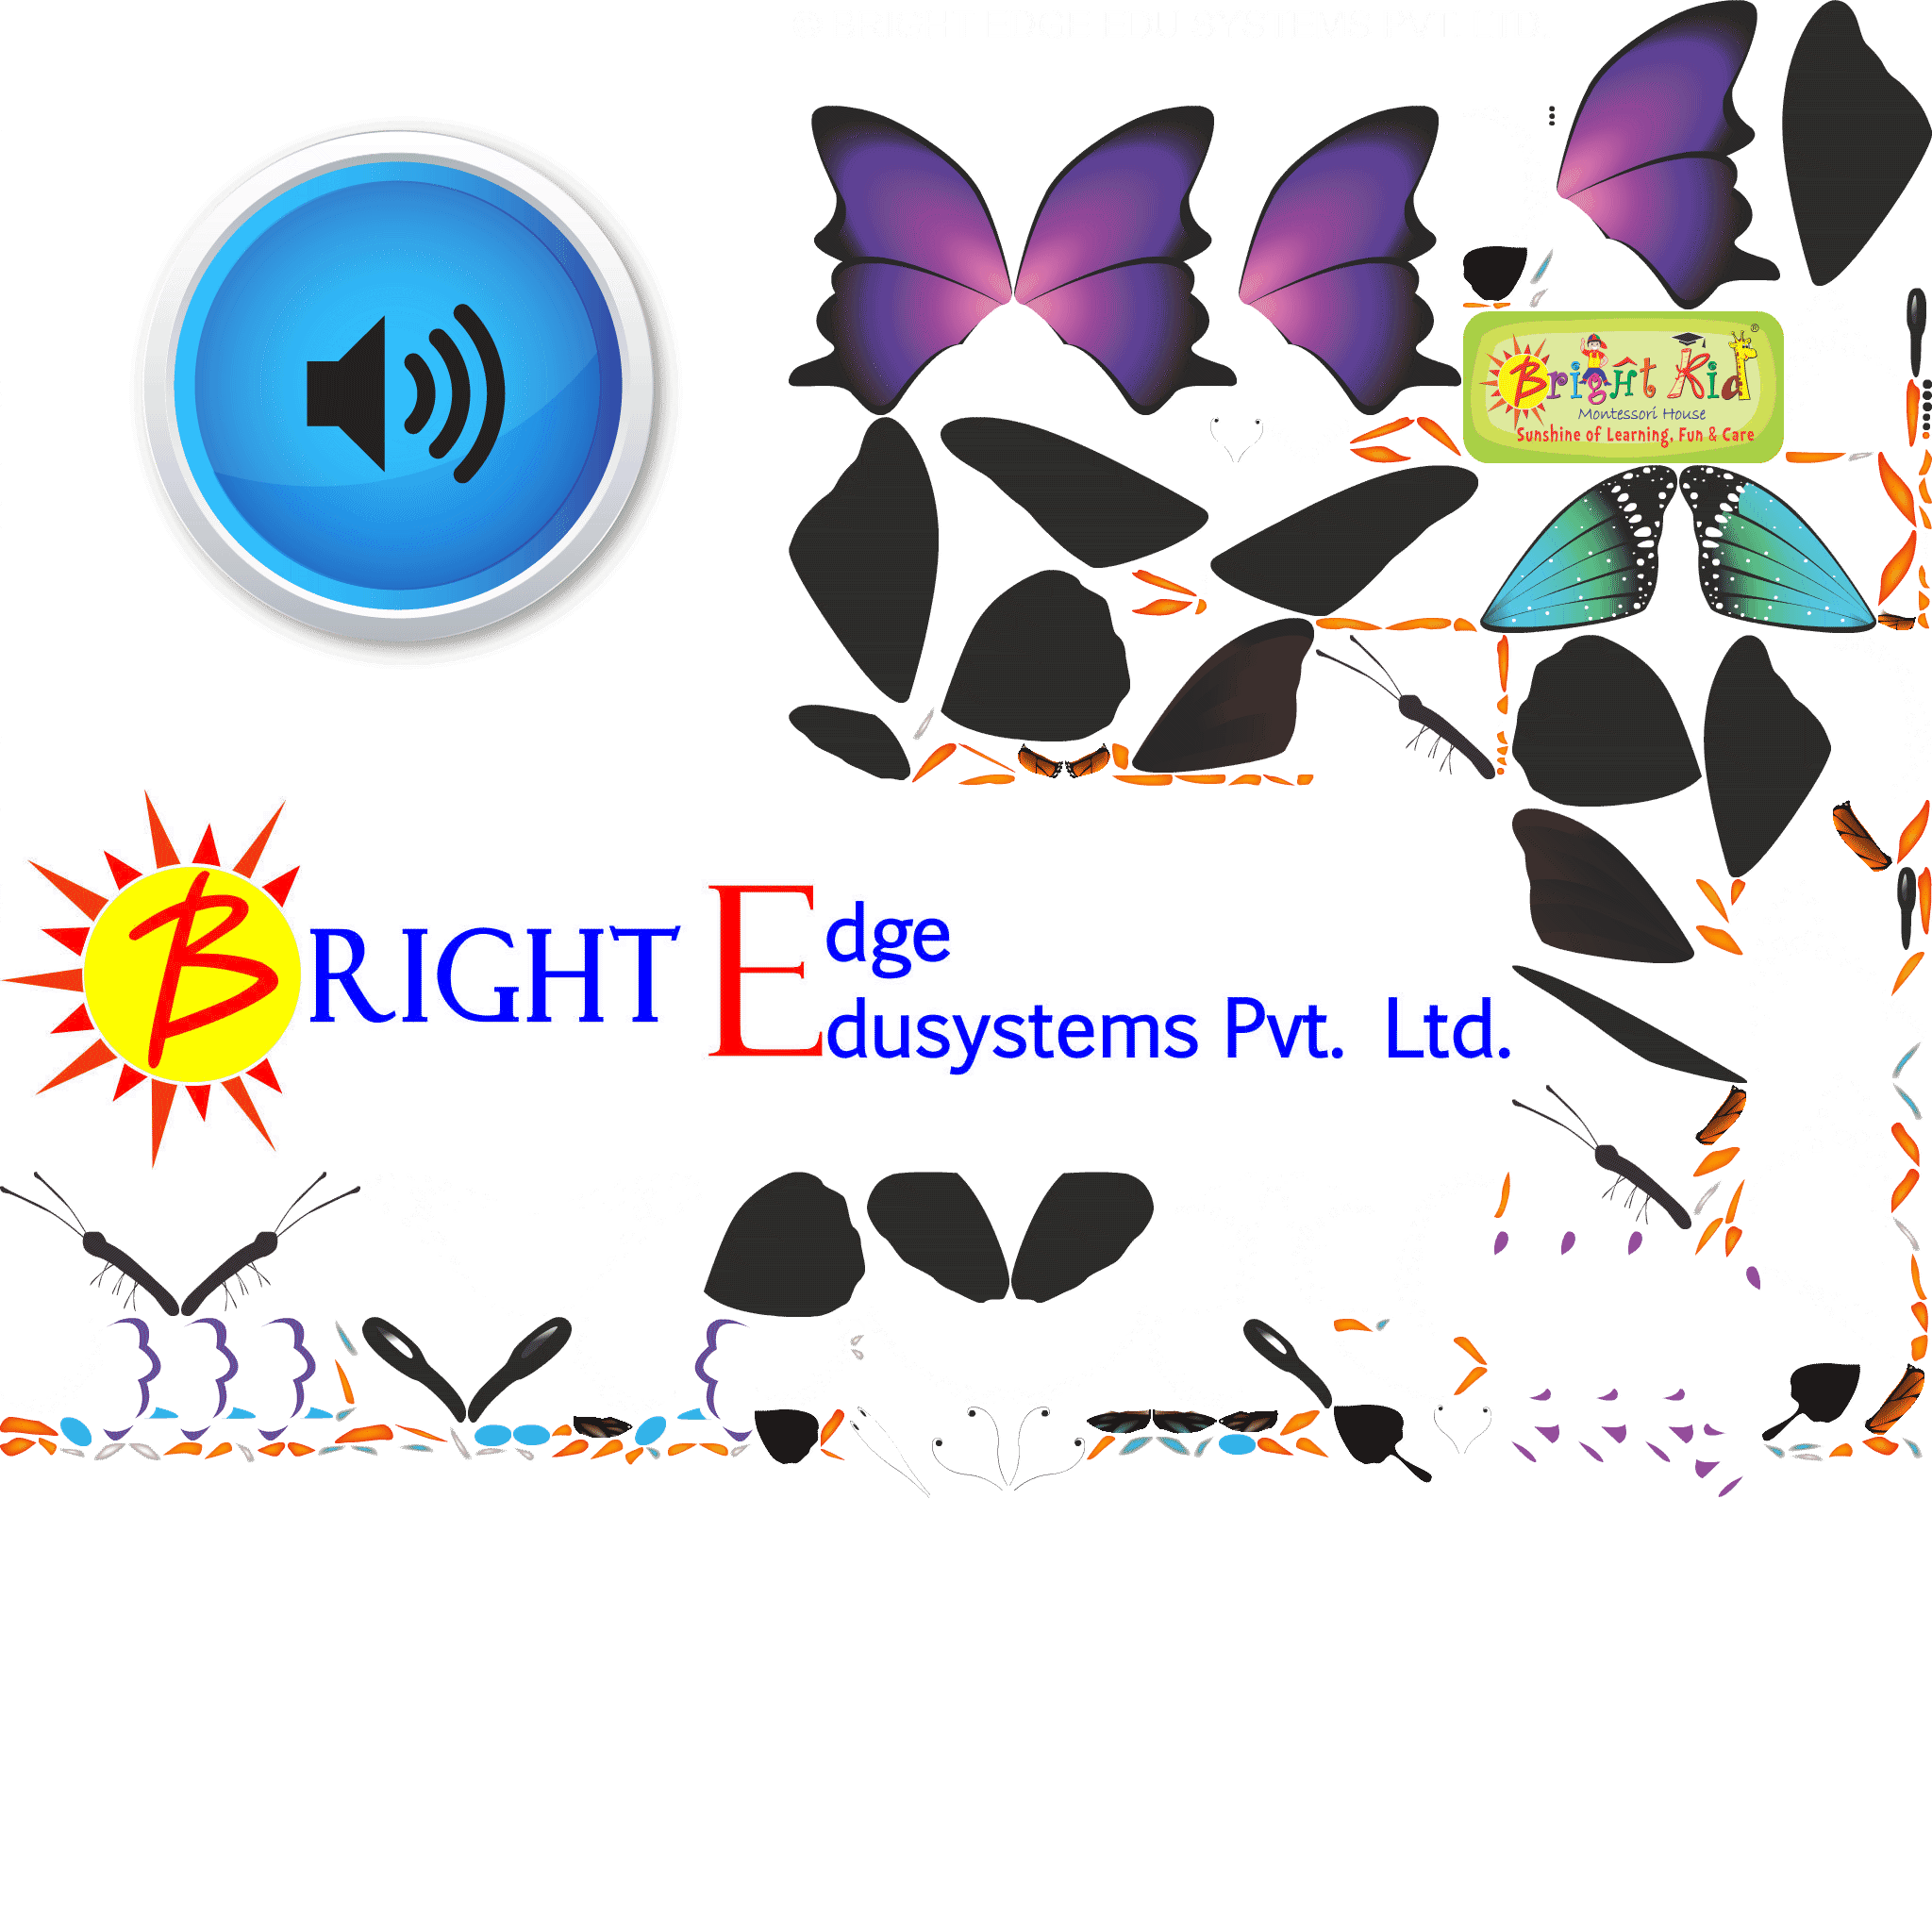 Bright Kid ®
Montessori House
Sunshine of Learning, Fun & Care
BRIGHT Edge
Edusystems Pvt. Ltd.